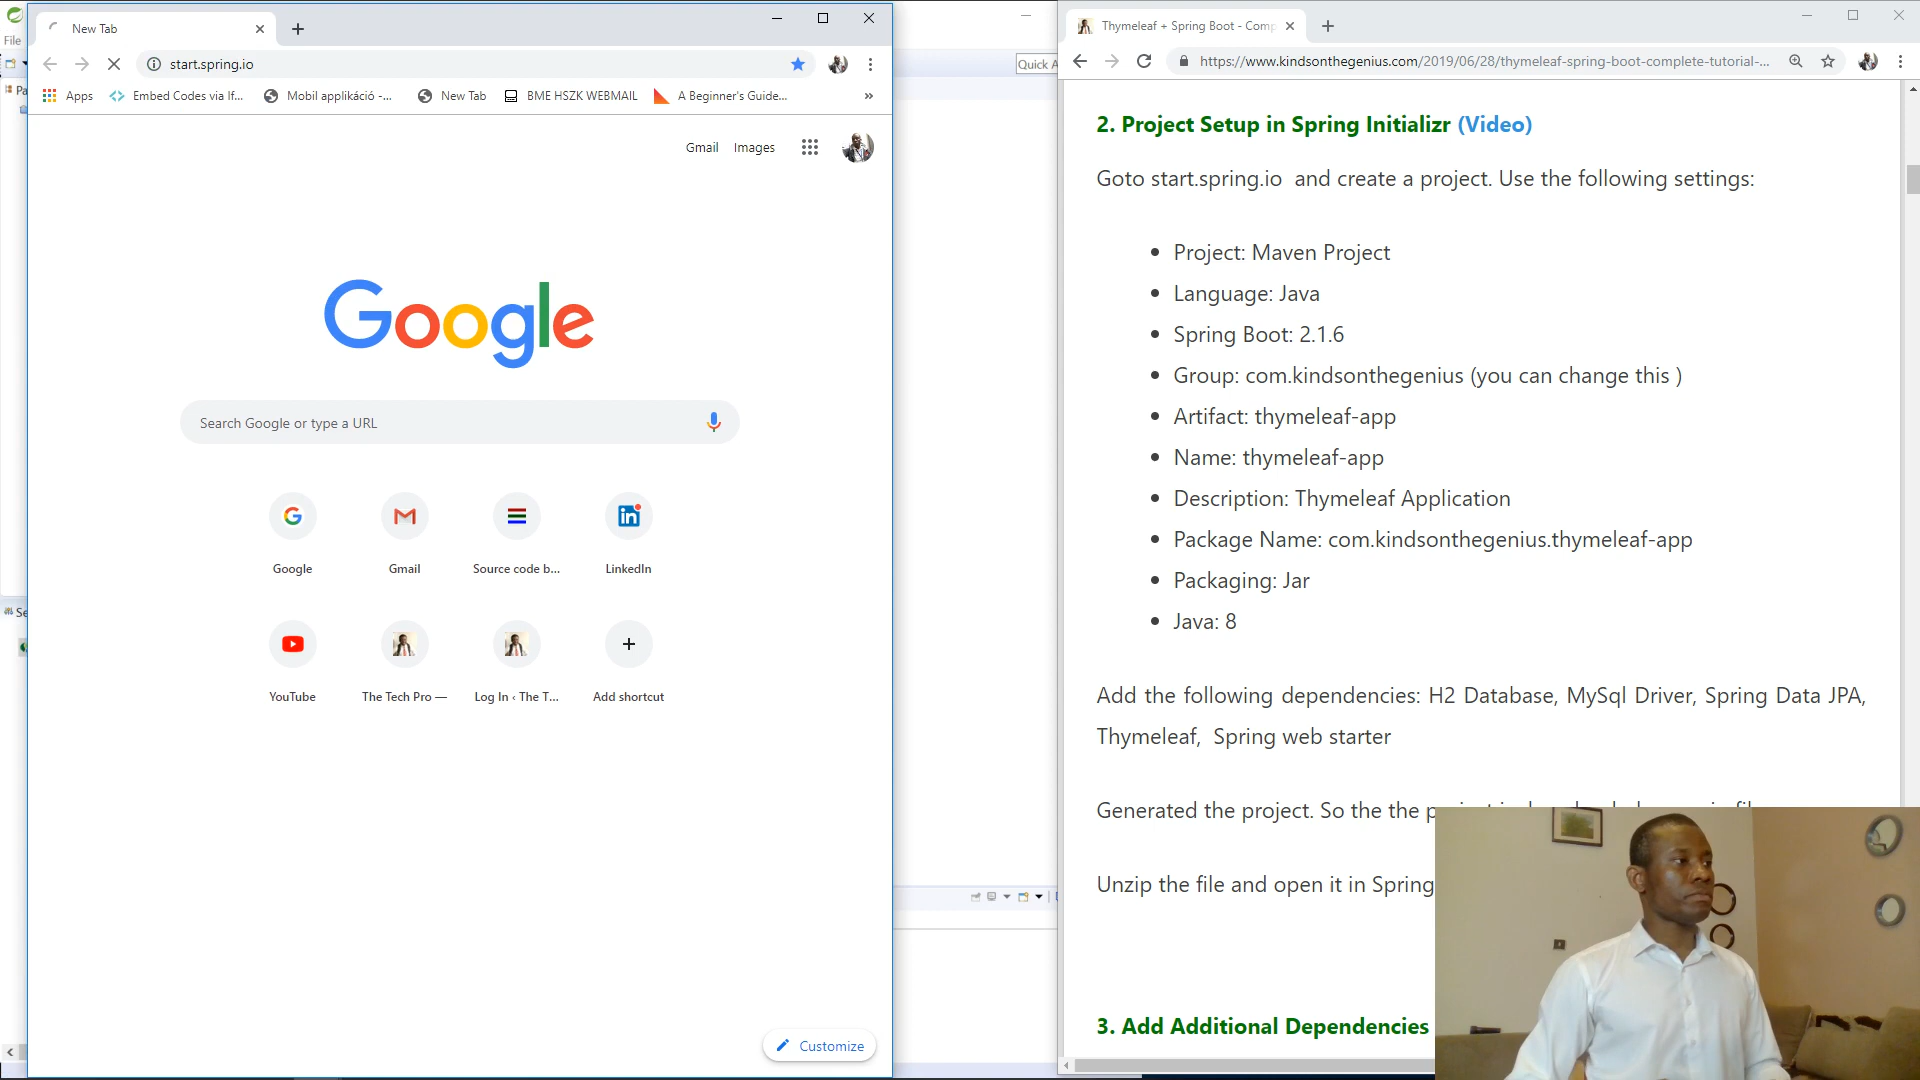 New Tab
start.spring.io
Apps
Embed Codes via If...
Mobil applikáció -...
New Tab
BME HSZK WEBMAIL
A Beginner's Guide...
»
Gmail
Images
Google
Search Google or type a URL
Google
Gmail
Source code b...
LinkedIn
YouTube
The Tech Pro —
Log In ‹ The T...
Add shortcut
Customize
File
Pa
Se
Quick A
Thymeleaf + Spring Boot - Comp
https://www.kindsonthegenius.com/2019/06/28/thymeleaf-spring-boot-complete-tutorial-...
2. Project Setup in Spring Initializr (Video)
Goto start.spring.io and create a project. Use the following settings:
• Project: Maven Project
• Language: Java
• Spring Boot: 2.1.6
• Group: com.kindsonthegenius (you can change this )
• Artifact: thymeleaf-app
• Name: thymeleaf-app
• Description: Thymeleaf Application
• Package Name: com.kindsonthegenius.thymeleaf-app
• Packaging: Jar
• Java: 8
Add the following dependencies: H2 Database, MySql Driver, Spring Data JPA,
Thymeleaf, Spring web starter
Generated the project. So the the
Unzip the file and open it in Spring
3. Add Additional Dependencies